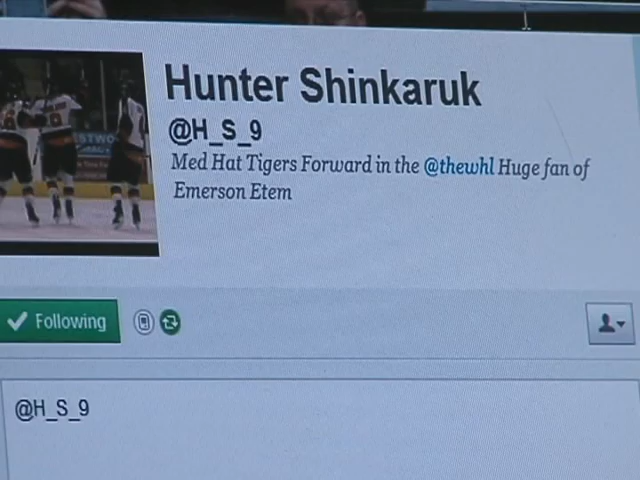 Hunter Shinkaruk
@H_S_9
Med Hat Tigers Forward in the @thewhl Huge fan of
Emerson Etem
Following
@H_S_9